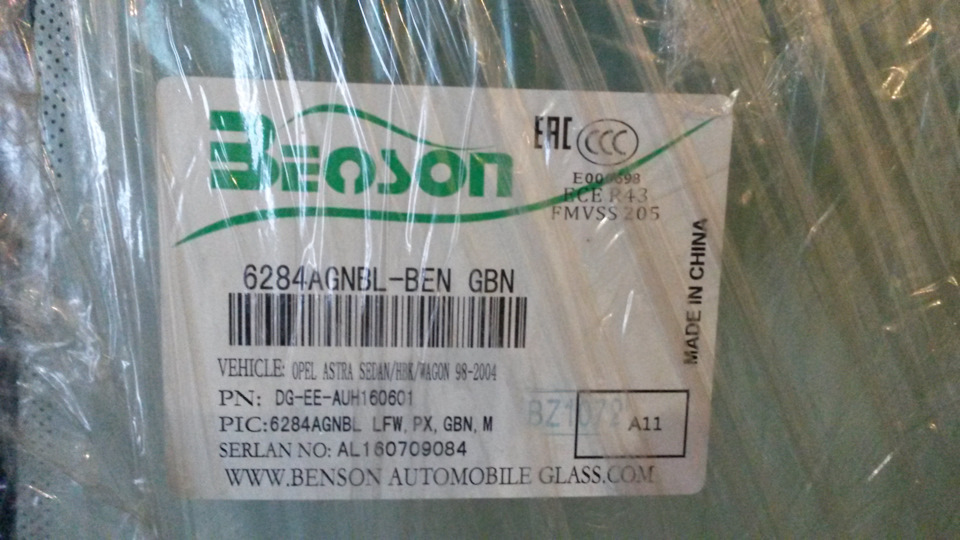 BENSON
EAC CCC
ECE R43
FMVSS 205
MADE IN CHINA
6284AGNBL-BEN GBN
VEHICLE: OPEL ASTRA SEDAN/HBK/WAGON 98-2004
PN: DG-EE-AUH160601
PIC:6284AGNBL LFW, PX, GBN, M
BZ1072 A11
SERLAN NO: AL160709084
WWW.BENSON AUTOMOBILE GLASS.COM